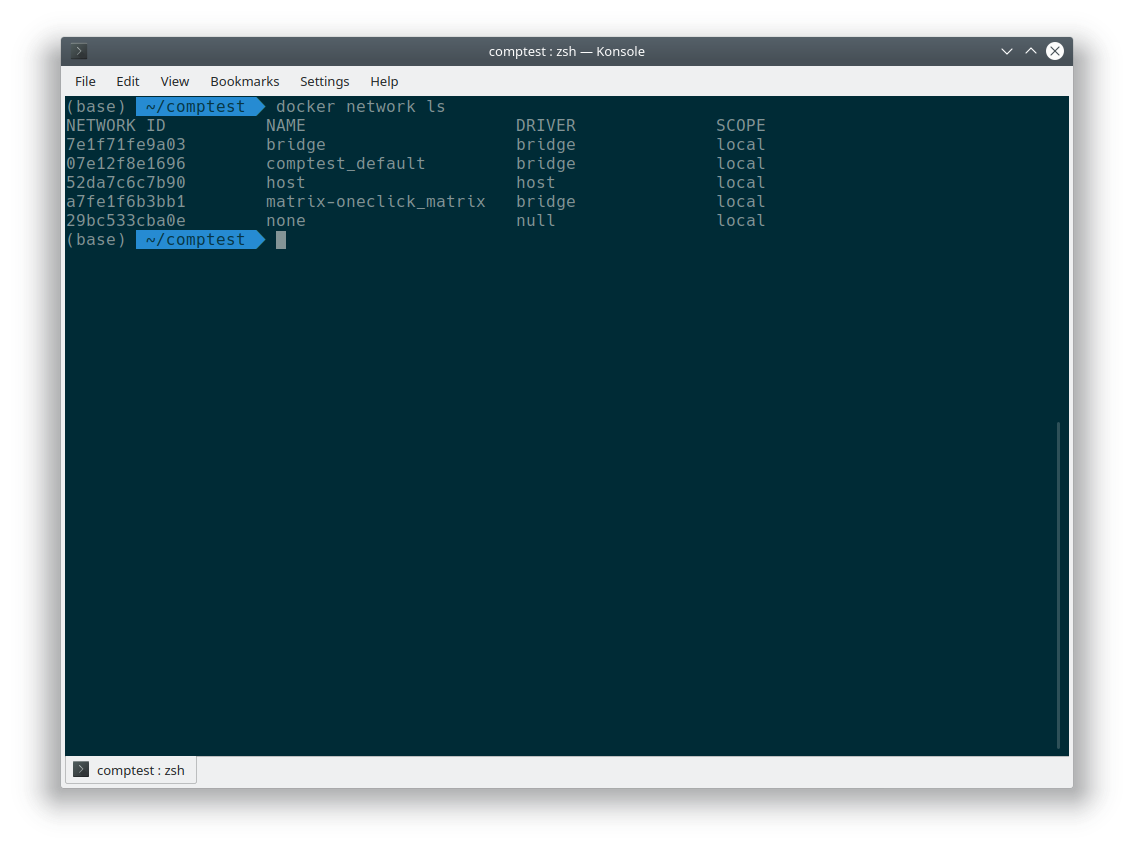 comptest : zsh — Konsole
File Edit View Bookmarks Settings Help
(base) ~/comptest docker network ls
NETWORK ID NAME DRIVER SCOPE
7e1f71fe9a03 bridge bridge local
07e12f8e1696 comptest_default bridge local
52da7c6c7b90 host host local
a7fe1f6b3bb1 matrix-oneclick_matrix bridge local
29bc533cba0e none null local
(base) ~/comptest
comptest : zsh